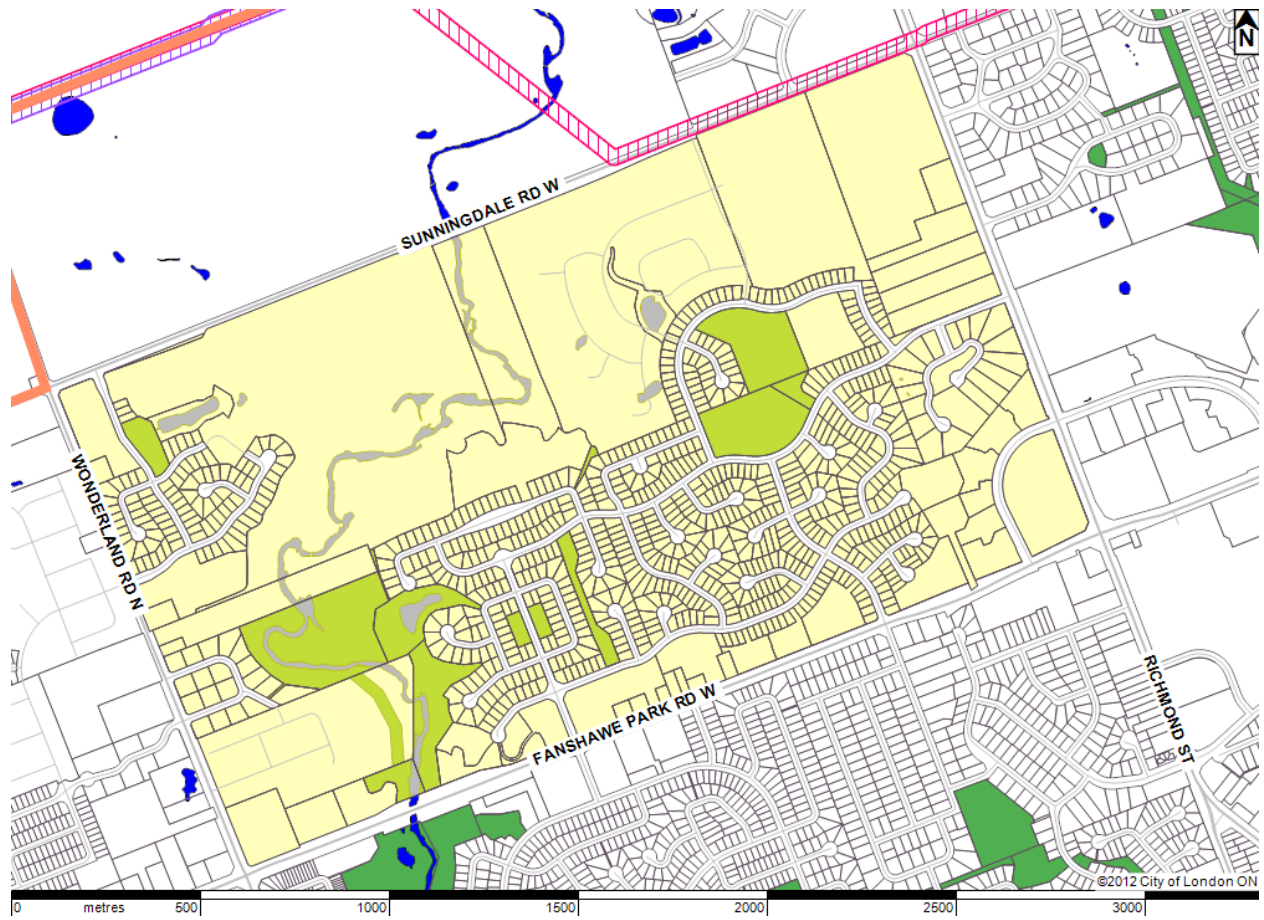 N
SUNNINGDALE RD W
WONDERLAND RD N
FANSHAWE PARK RD W
RICHMOND ST
©2012 City of London ON
0 metres 500 1000 1500 2000 2500 3000